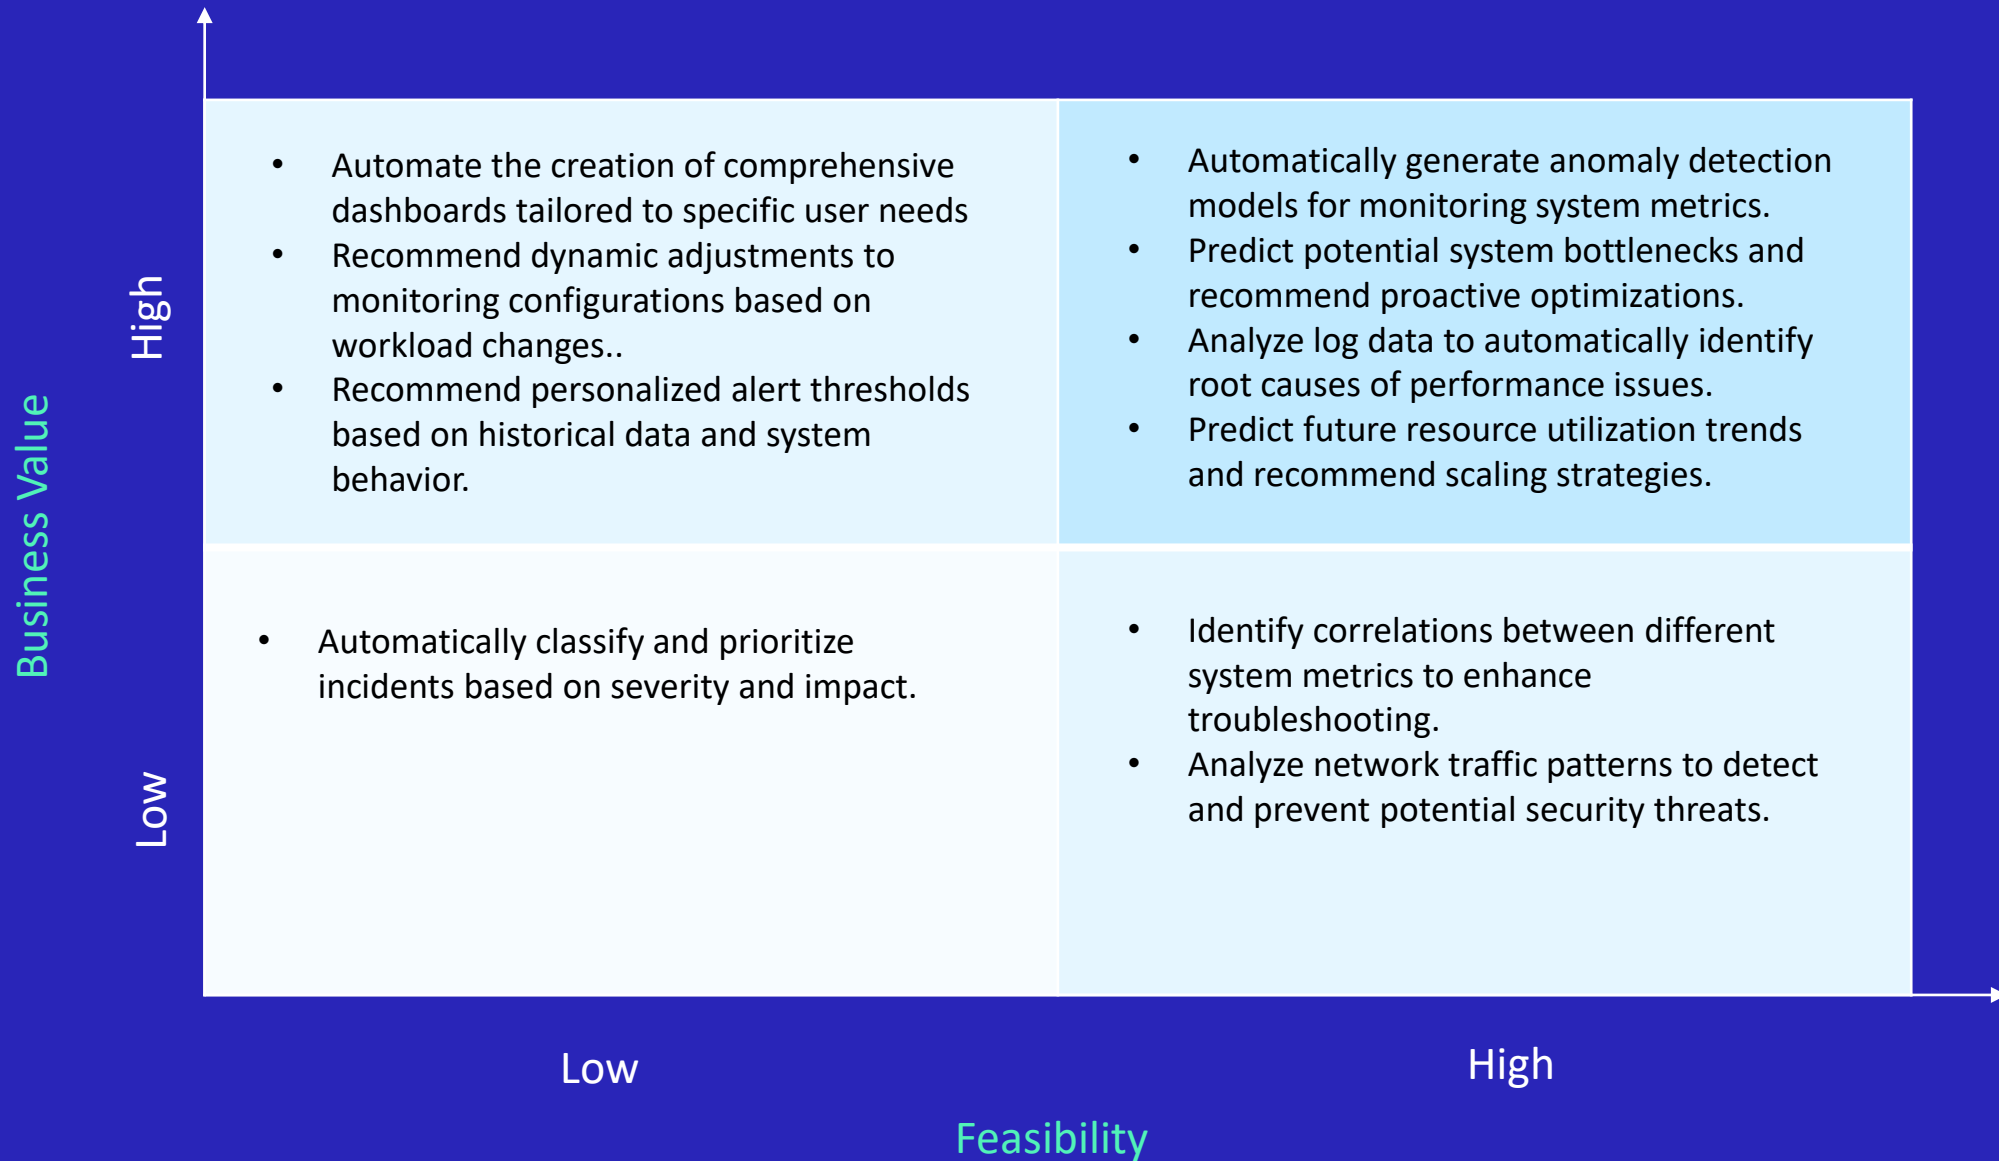 Business Value
High
Low
• Automate the creation of comprehensive
dashboards tailored to specific user needs
• Recommend dynamic adjustments to
monitoring configurations based on
workload changes..
• Recommend personalized alert thresholds
based on historical data and system
behavior.
• Automatically generate anomaly detection
models for monitoring system metrics.
• Predict potential system bottlenecks and
recommend proactive optimizations.
• Analyze log data to automatically identify
root causes of performance issues.
• Predict future resource utilization trends
and recommend scaling strategies.
• Automatically classify and prioritize
incidents based on severity and impact.
• Identify correlations between different
system metrics to enhance
troubleshooting.
• Analyze network traffic patterns to detect
and prevent potential security threats.
Low
High
Feasibility